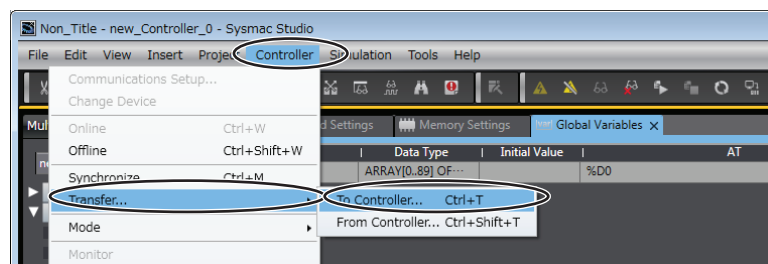 Non_Title - new_Controller_0 - Sysmac Studio
File Edit View Insert Project Controller Simulation Tools Help
Communications Setup...
Change Device
Online Ctrl+W
Offline Ctrl+Shift+W
Synchronize Ctrl+M
Transfer...
Mode
Monitor
To Controller... Ctrl+T
From Controller... Ctrl+Shift+T
Settings Memory Settings Global Variables
Data Type Initial Value AT
ARRAY[0..89] OF··· %D0